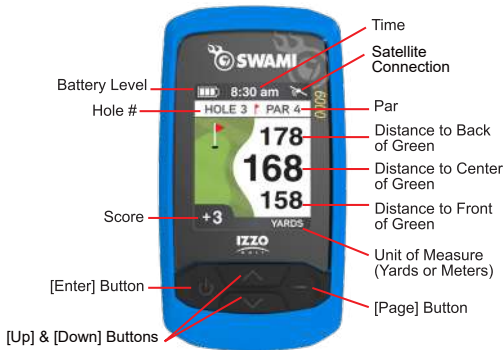 Time
SWAMI
Satellite
Connection
Battery Level
8:30 am
Hole #
HOLE 3 PAR 4
Par
6000
178
Distance to Back
of Green
168
Distance to Center
of Green
158
Distance to Front
of Green
Score
+3
YARDS
Unit of Measure
(Yards or Meters)
IZZO
GOLF
[Enter] Button
[Page] Button
[Up] & [Down] Buttons